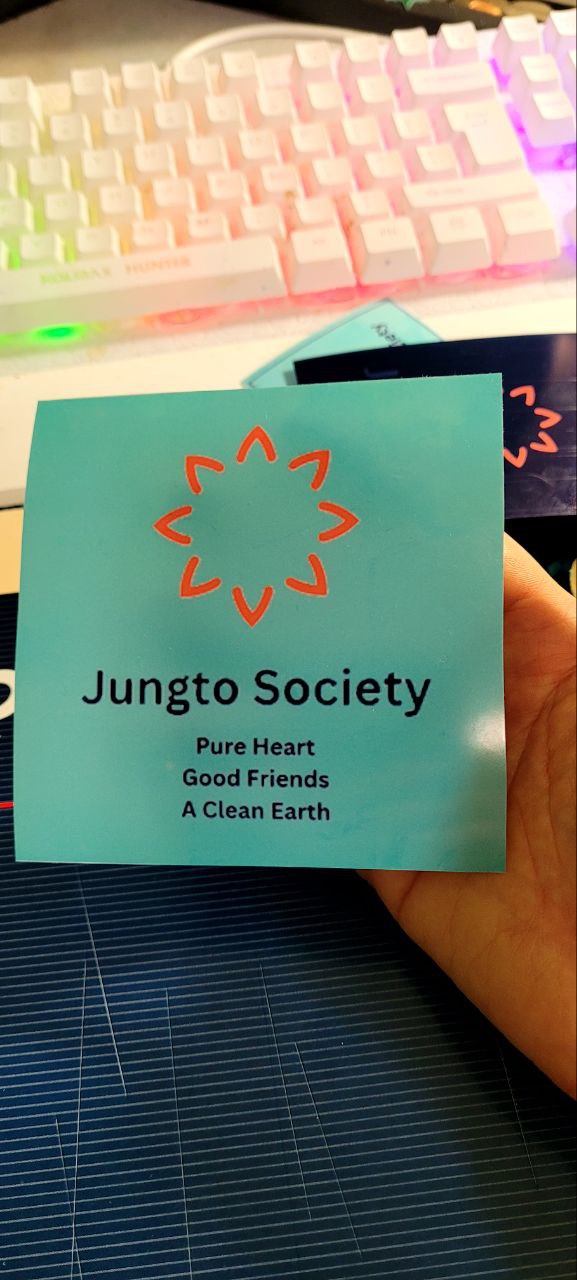 Jungto Society
Pure Heart
Good Friends
A Clean Earth